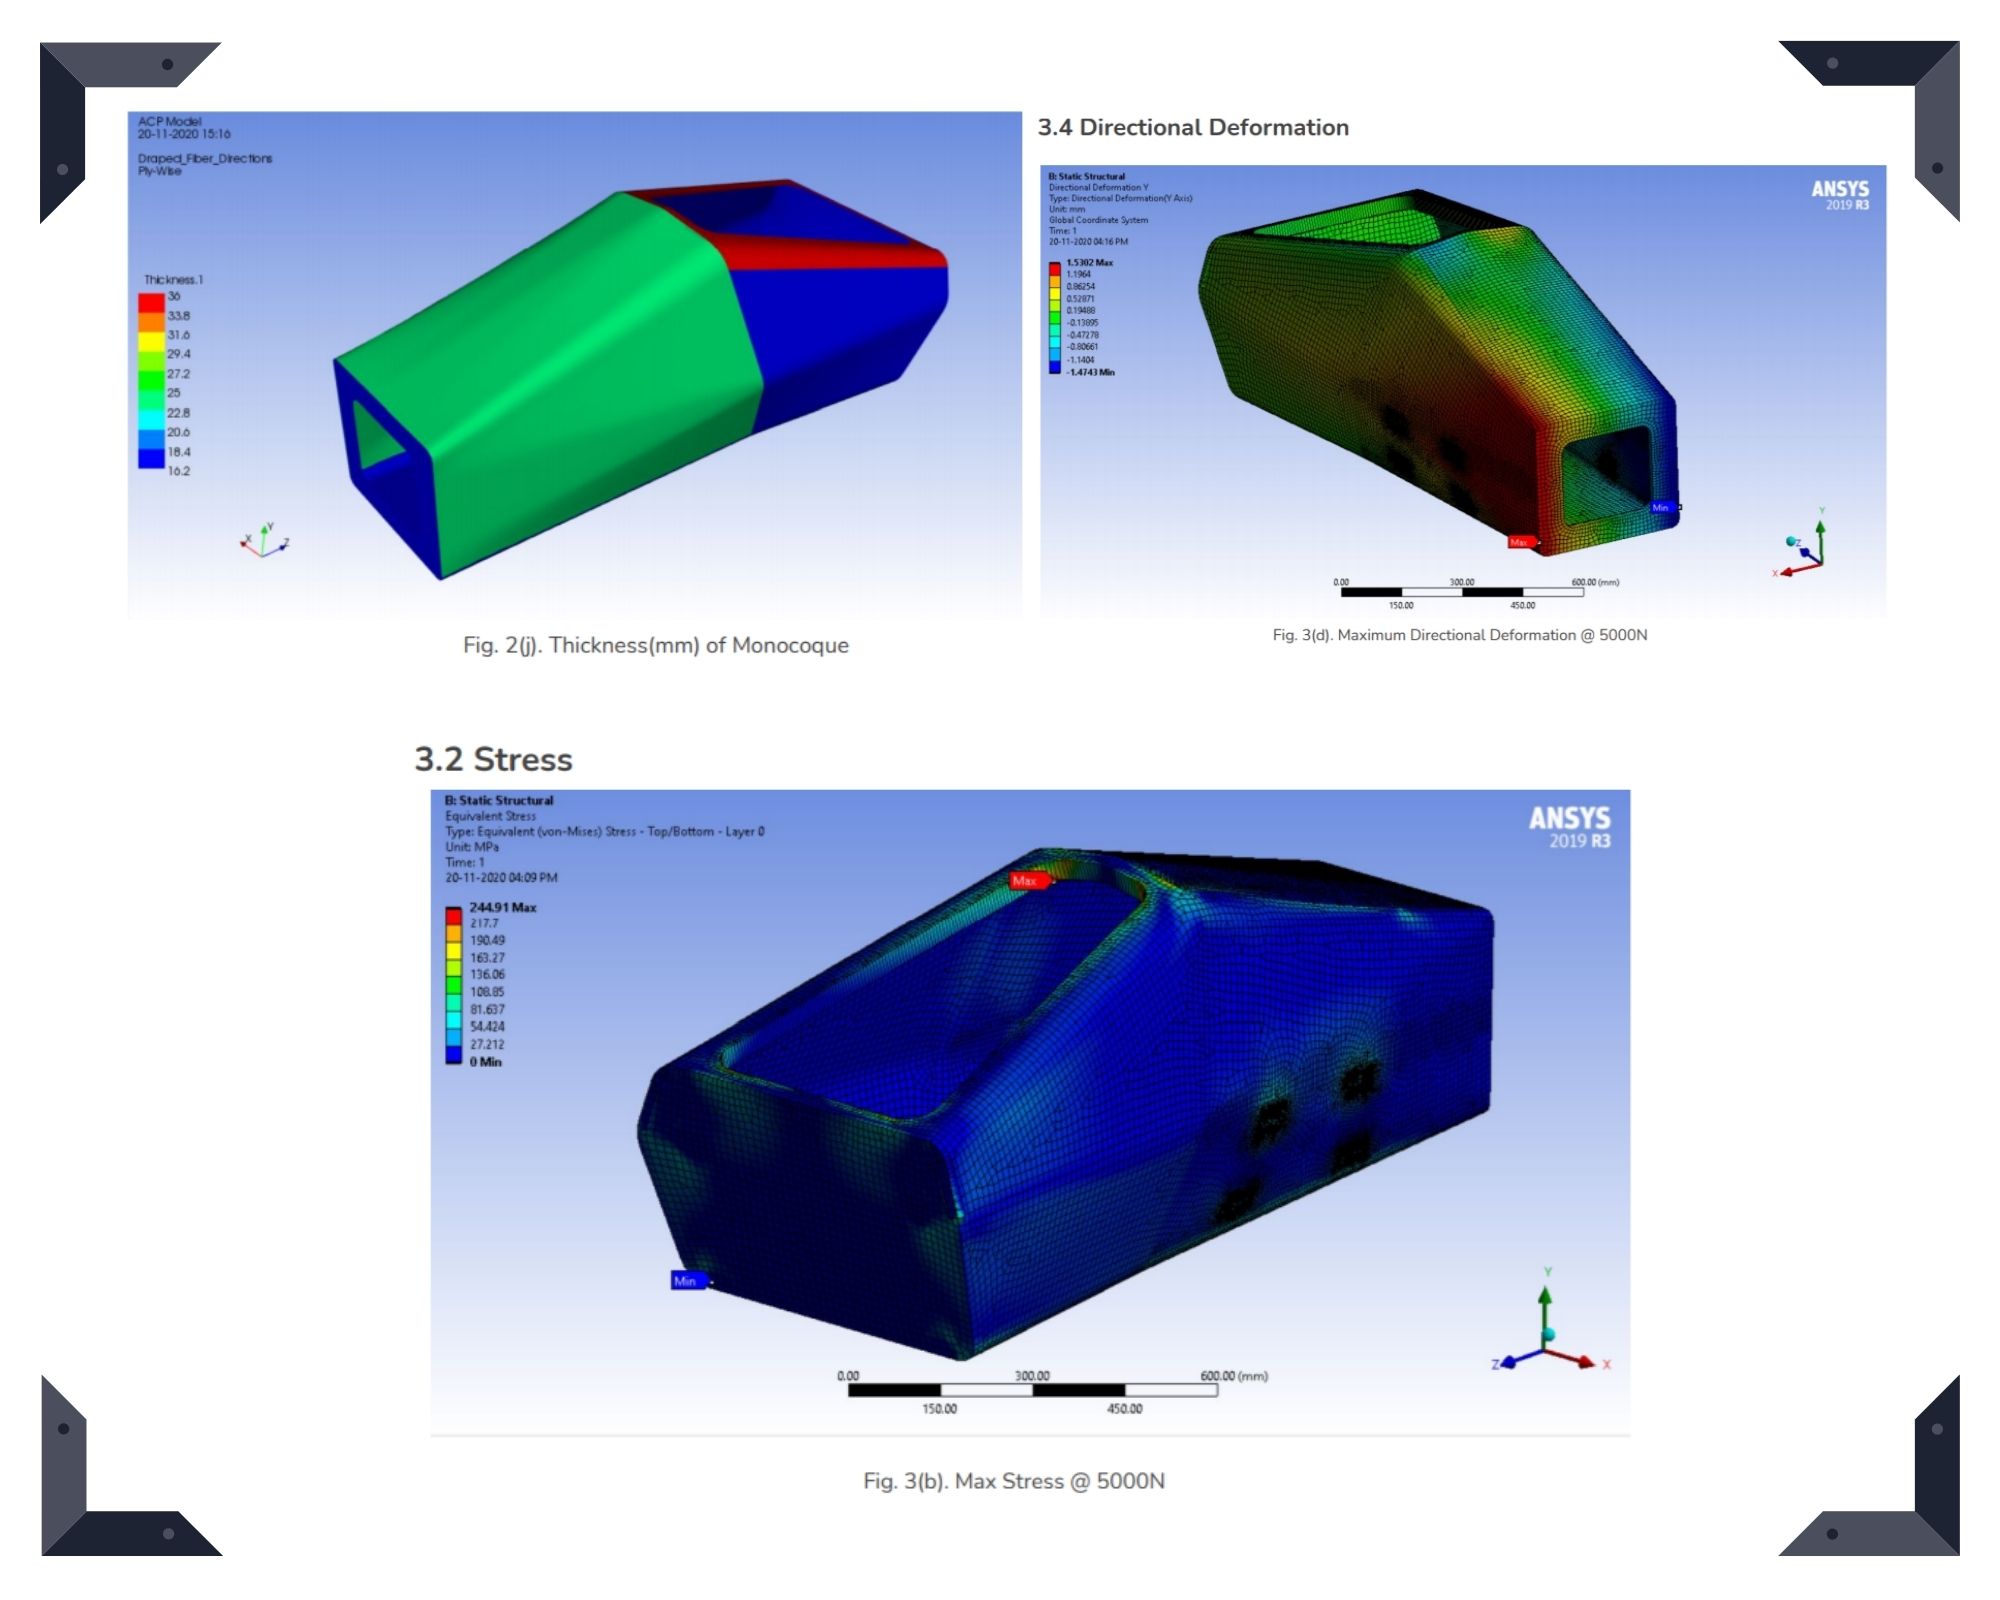 ACP Model
20-11-2020 15:16
Draped_Fiber_Directions
Ply-Wise
Thickness.1
36
33.8
31.6
29.4
27.2
25
22.8
20.6
18.4
16.2
Y
X
Z
Fig. 2(j). Thickness(mm) of Monocoque
3.4 Directional Deformation
B: Static Structural
Directional Deformation Y
Type: Directional Deformation(Y Axis)
Unit: mm
Global Coordinate System
Time: 1
20-11-2020 04:16 PM
ANSYS
2019 R3
1.5302 Max
1.1964
0.86254
0.52871
0.19488
-0.13895
-0.47278
-0.80661
-1.1404
-1.4743 Min
Min
Max
Y
Z
X
0.00 300.00 600.00 (mm)
150.00 450.00
Fig. 3(d). Maximum Directional Deformation @ 5000N
3.2 Stress
B: Static Structural
Equivalent Stress
Type: Equivalent (von-Mises) Stress - Top/Bottom - Layer 0
Unit: MPa
Time: 1
20-11-2020 04:09 PM
ANSYS
2019 R3
244.91 Max
217.7
190.49
163.27
136.06
108.85
81.637
54.424
27.212
0 Min
Max
Min
Y
Z
X
0.00 300.00 600.00 (mm)
150.00 450.00
Fig. 3(b). Max Stress @ 5000N